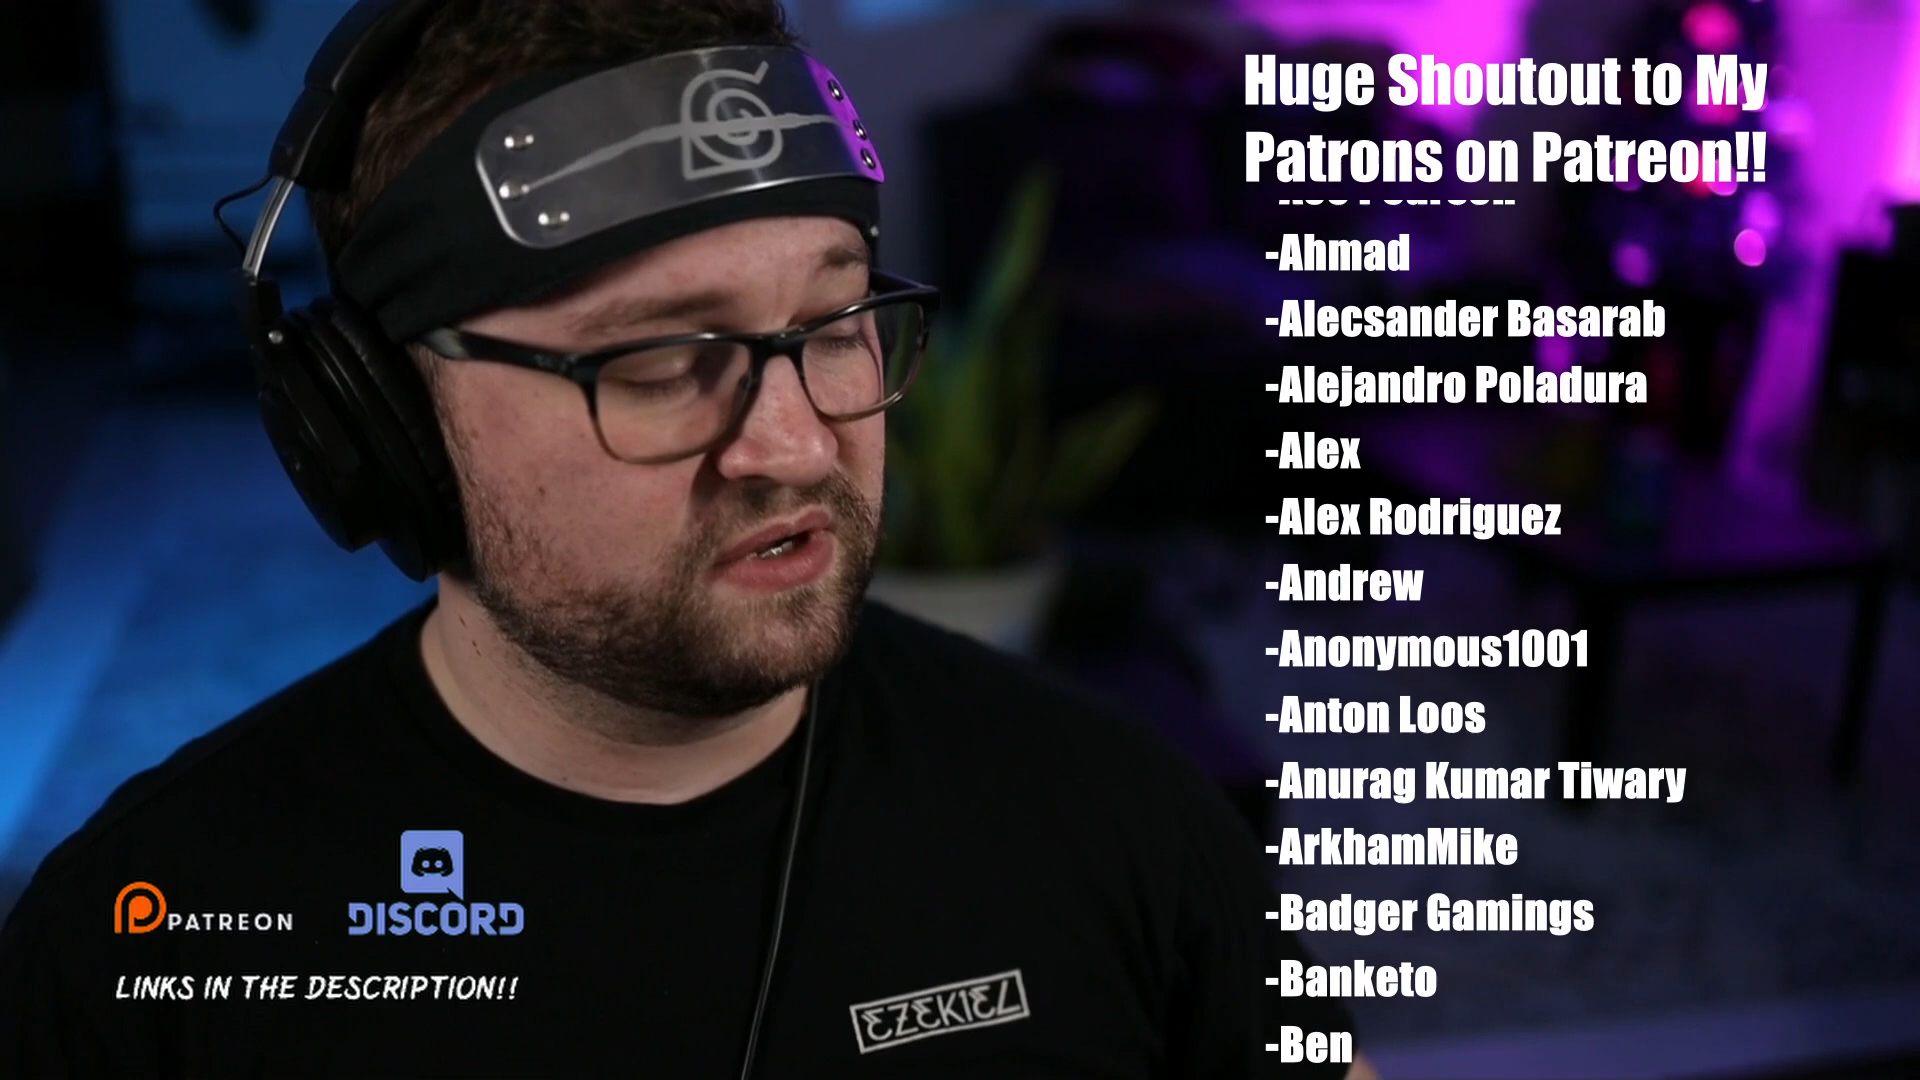 Huge Shoutout to My
Patrons on Patreon!!
-Ahmad
-Alecsander Basarab
-Alejandro Poladura
-Alex
-Alex Rodriguez
-Andrew
-Anonymous1001
-Anton Loos
-Anurag Kumar Tiwary
-ArkhamMike
-Badger Gamings
-Banketo
-Ben
PATREON
DISCORD
LINKS IN THE DESCRIPTION!!
EZEKIEL